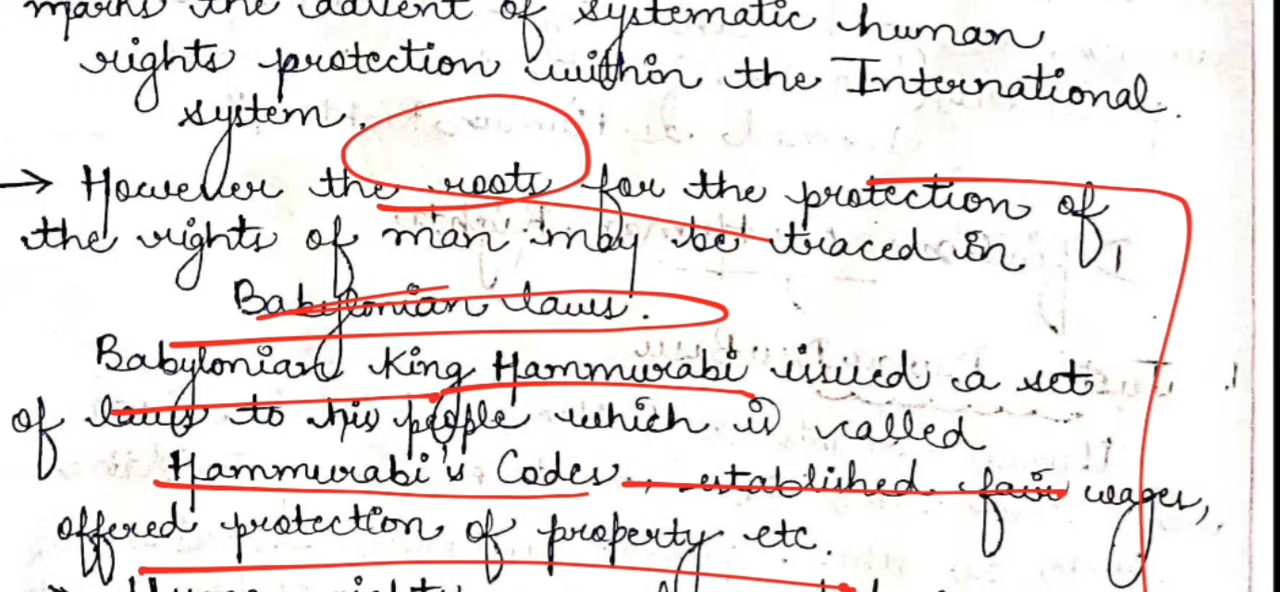 marks the advent of systematic human
rights protection within the International
system.
→ However the roots for the protection of
the rights of man may be traced in
Babylonian laws.
Babylonian King Hammurabi issued a set
of laws to his people which is called
Hammurabi's Codes, established fair wages,
offered protection of property etc.
Human rights